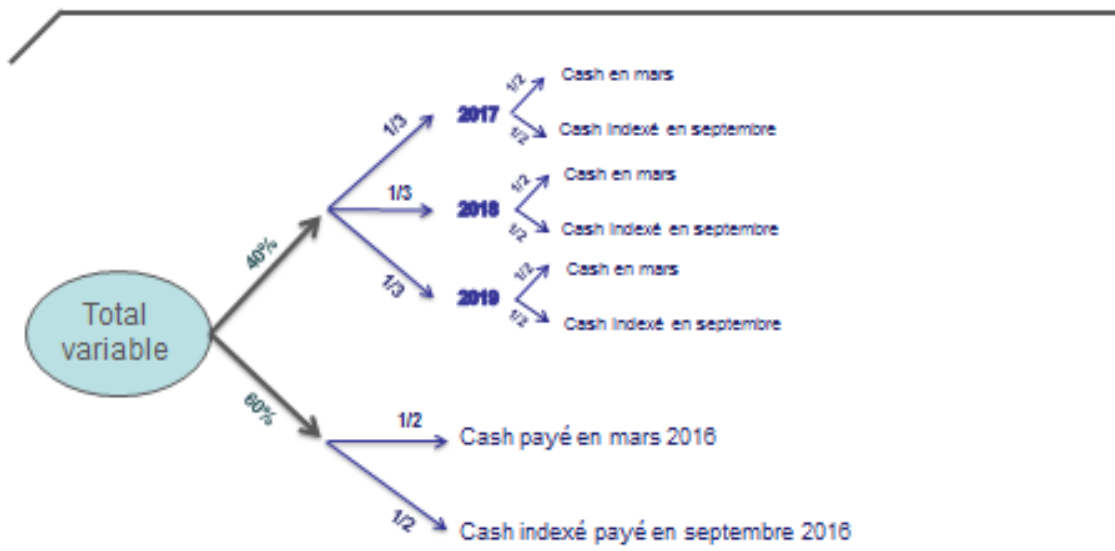 1/2
Cash en mars
1/3
2017
1/2
Cash indexé en septembre
1/2
Cash en mars
1/3
2018
1/2
Cash indexé en septembre
40%
1/2
Cash en mars
1/3
2019
1/2
Cash indexé en septembre
Total
variable
60%
1/2
Cash payé en mars 2016
1/2
Cash indexé payé en septembre 2016